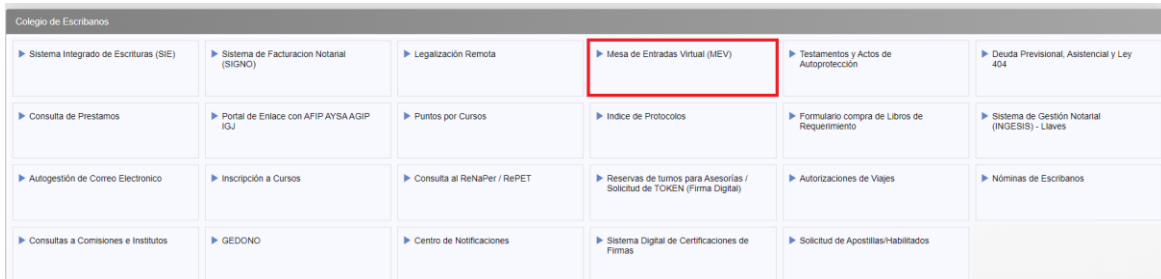 Colegio de Escribanos
Sistema Integrado de Escrituras (SIE)
Sistema de Facturacion Notarial
(SIGNO)
Legalización Remota
Mesa de Entradas Virtual (MEV)
Testamentos y Actos de
Autoprotección
Deuda Previsional, Asistencial y Ley
404
Consulta de Prestamos
Portal de Enlace con AFIP AYSA AGIP
IGJ
Puntos por Cursos
Indice de Protocolos
Formulario compra de Libros de
Requerimiento
Sistema de Gestión Notarial
(INGESIS) - Llaves
Autogestión de Correo Electronico
Inscripción a Cursos
Consulta al ReNaPer / RePET
Reservas de turnos para Asesorías /
Solicitud de TOKEN (Firma Digital)
Autorizaciones de Viajes
Nóminas de Escribanos
Consultas a Comisiones e Institutos
GEDONO
Centro de Notificaciones
Sistema Digital de Certificaciones de
Firmas
Solicitud de Apostillas/Habilitados